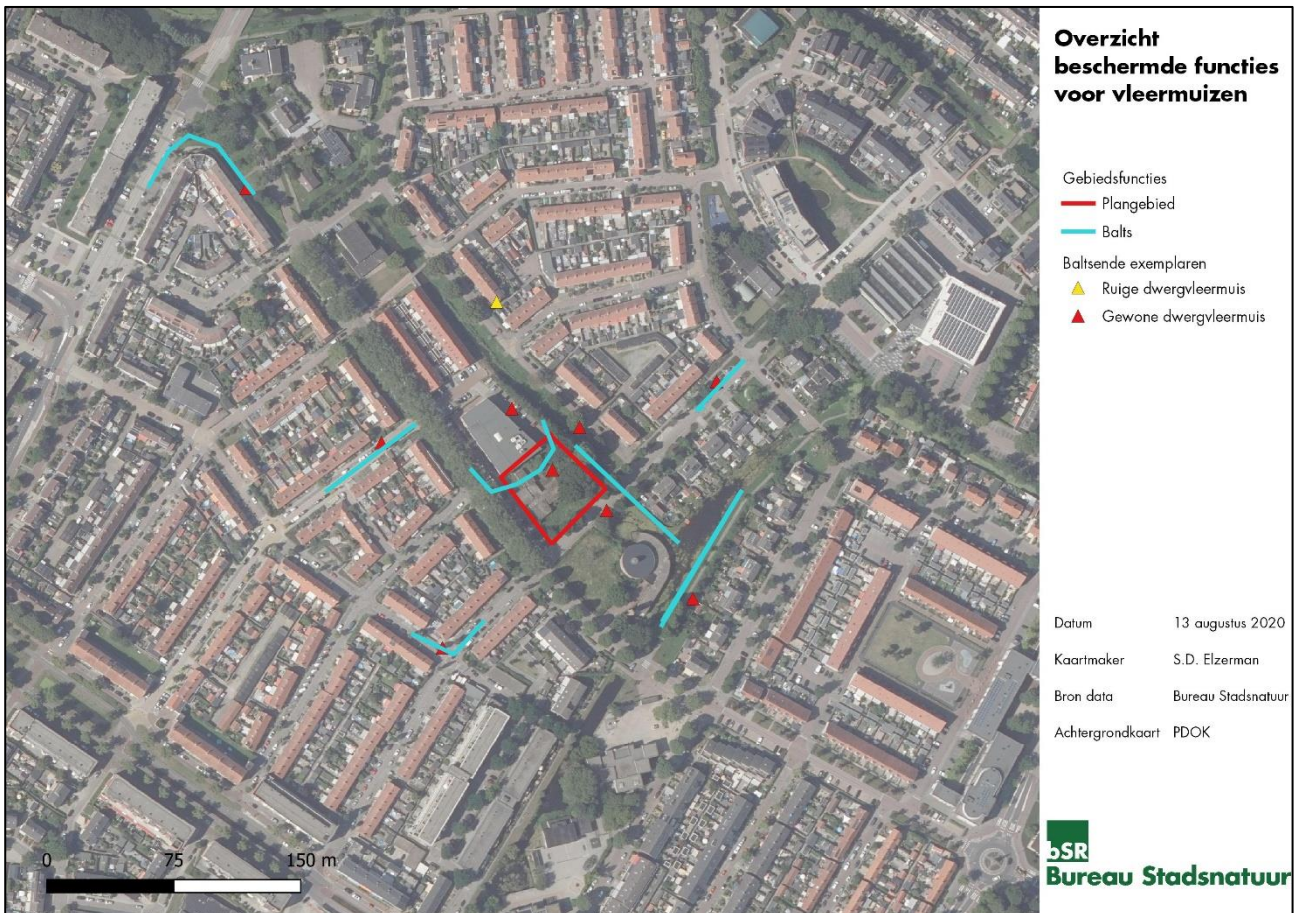 Overzicht
beschermde functies
voor vleermuizen
Gebiedsfuncties
Plangebied
Balts
Baltsende exemplaren
Ruige dwergvleermuis
Gewone dwergvleermuis
Datum 13 augustus 2020
Kaartmaker S.D. Elzerman
Bron data Bureau Stadsnatuur
Achtergrondkaart PDOK
0 75 150 m
bSR
Bureau Stadsnatuur